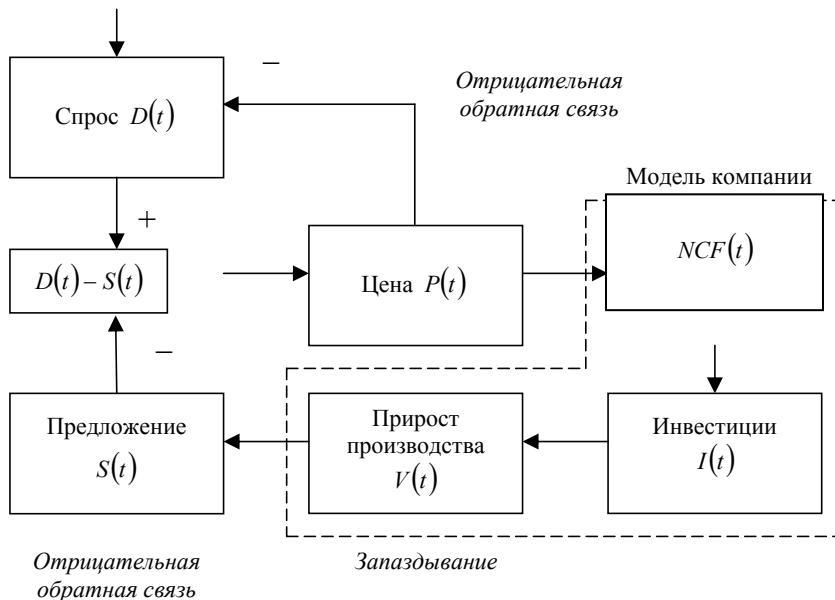 −
Отрицательная
обратная связь
Спрос D(t)
Модель компании
+
NCF(t)
D(t) – S(t)
Цена P(t)
−
Предложение
S(t)
Прирост
производства
V(t)
Инвестиции
I(t)
Отрицательная
обратная связь
Запаздывание